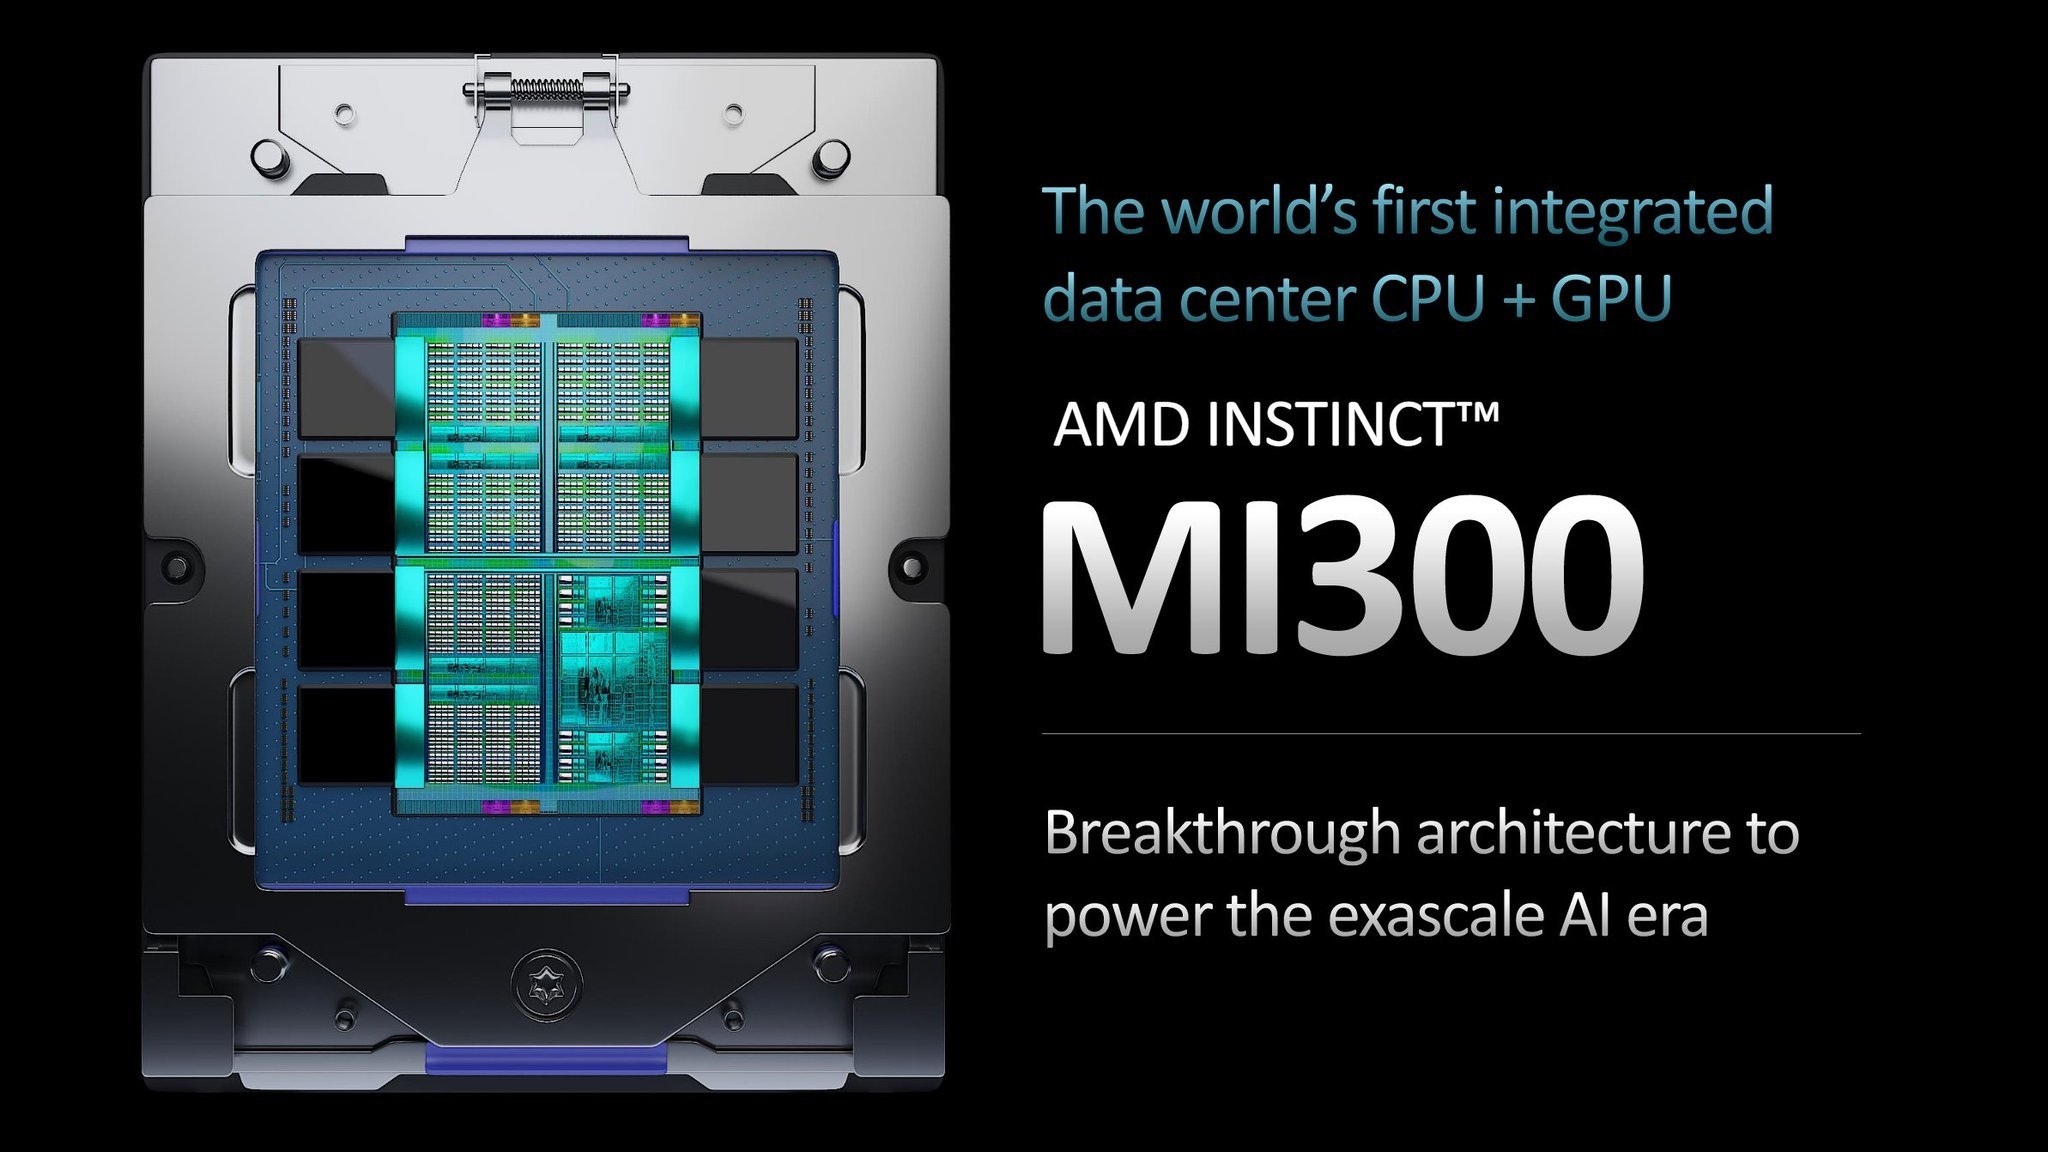 The world's first integrated
data center CPU + GPU
AMD INSTINCT™
MI300
Breakthrough architecture to
power the exascale AI era